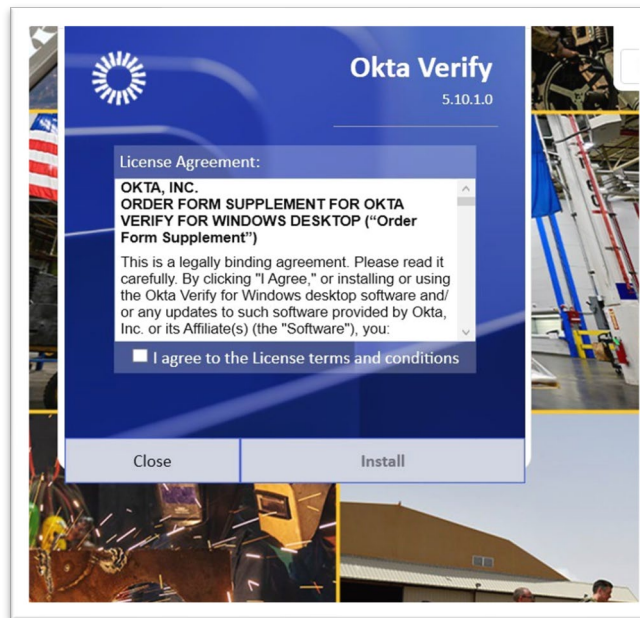 Okta Verify
5.10.1.0
License Agreement:
OKTA, INC.
ORDER FORM SUPPLEMENT FOR OKTA
VERIFY FOR WINDOWS DESKTOP (“Order
Form Supplement”)
This is a legally binding agreement. Please read it
carefully. By clicking "I Agree," or installing or using
the Okta Verify for Windows desktop software and/
or any updates to such software provided by Okta,
Inc. or its Affiliate(s) (the "Software"), you:
I agree to the License terms and conditions
Close
Install